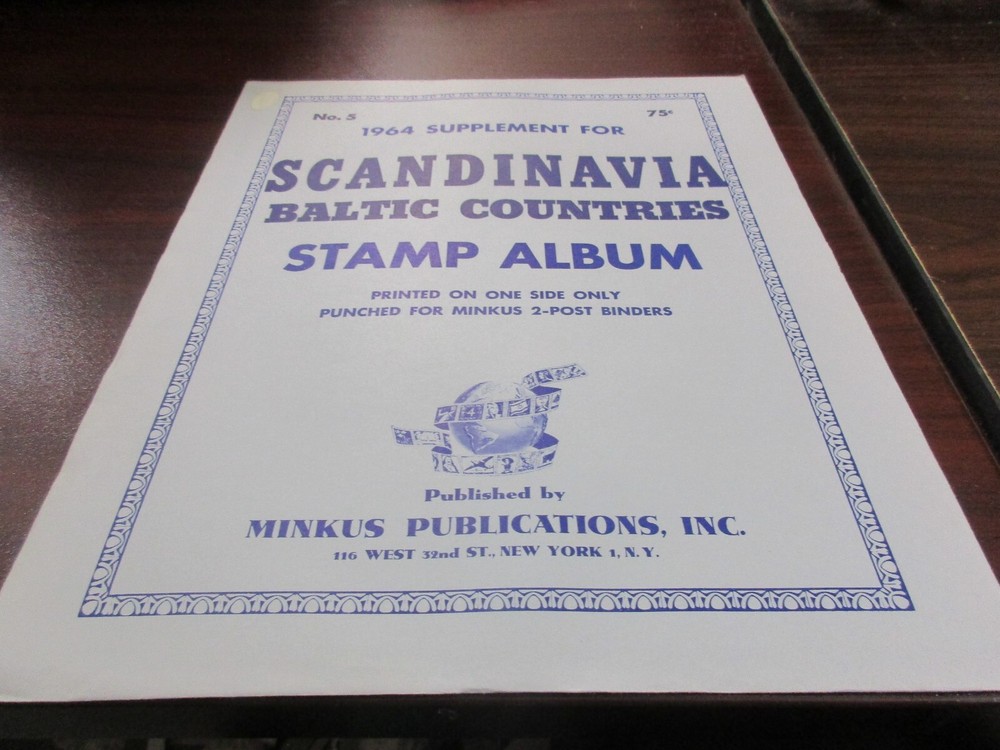 No. 5
75¢
1964 SUPPLEMENT FOR
SCANDINAVIA
BALTIC COUNTRIES
STAMP ALBUM
PRINTED ON ONE SIDE ONLY
PUNCHED FOR MINKUS 2-POST BINDERS
Published by
MINKUS PUBLICATIONS, INC.
116 WEST 32nd ST., NEW YORK 1, N. Y.